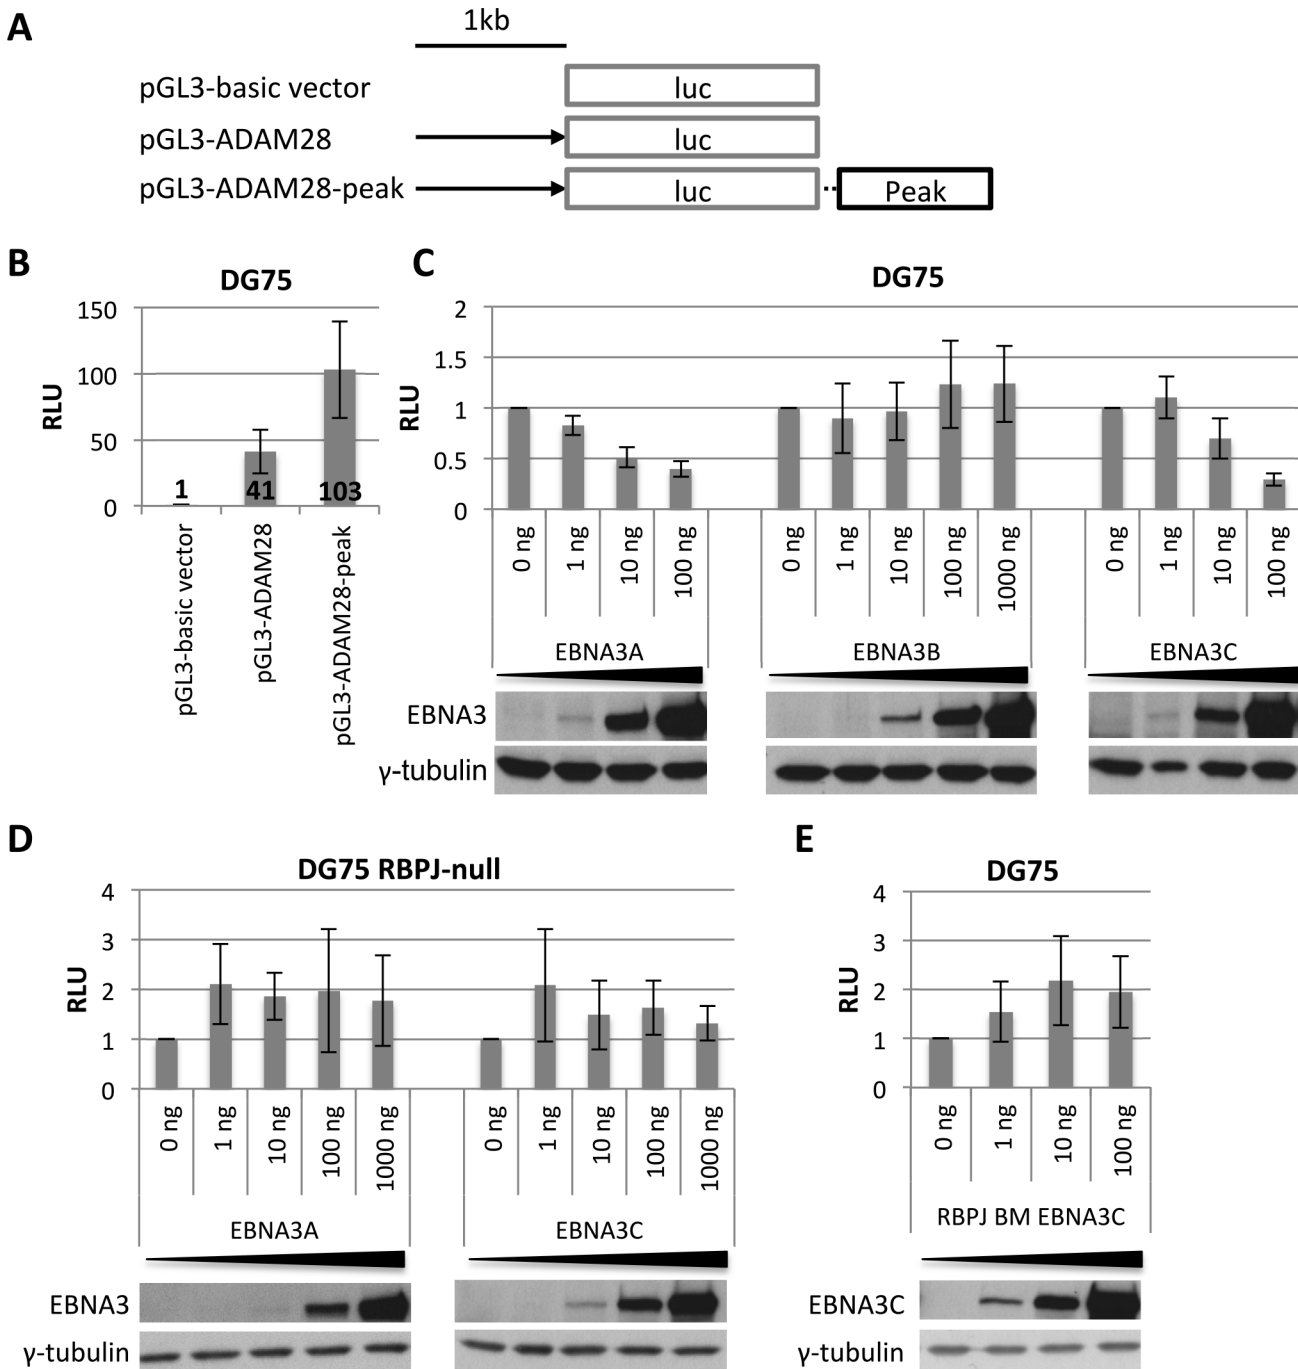 A
1kb
pGL3-basic vector
luc
pGL3-ADAM28
luc
pGL3-ADAM28-peak
luc
Peak
B
DG75
RLU
150
100
50
0
1
41
103
pGL3-basic vector
pGL3-ADAM28
pGL3-ADAM28-peak
C
DG75
RLU
2
1.5
1
0.5
0
0 ng
1 ng
10 ng
100 ng
0 ng
1 ng
10 ng
100 ng
1000 ng
0 ng
1 ng
10 ng
100 ng
EBNA3A
EBNA3B
EBNA3C
EBNA3
γ-tubulin
D
DG75 RBPJ-null
RLU
4
3
2
1
0
0 ng
1 ng
10 ng
100 ng
1000 ng
0 ng
1 ng
10 ng
100 ng
1000 ng
EBNA3A
EBNA3C
EBNA3
γ-tubulin
E
DG75
RLU
4
3
2
1
0
0 ng
1 ng
10 ng
100 ng
RBPJ BM EBNA3C
EBNA3C
γ-tubulin